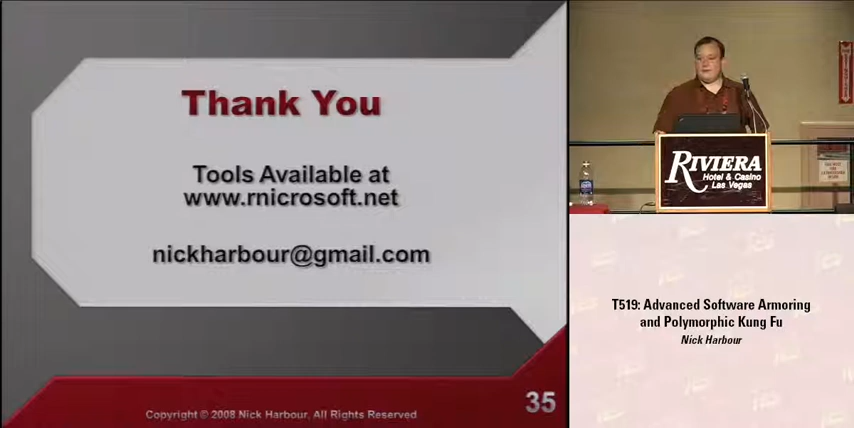 Thank You
Tools Available at
www.rnicrosoft.net
nickharbour@gmail.com
Copyright © 2008 Nick Harbour, All Rights Reserved
35
RIVIERA
Hotel & Casino
Las Vegas
T519: Advanced Software Armoring
and Polymorphic Kung Fu
Nick Harbour